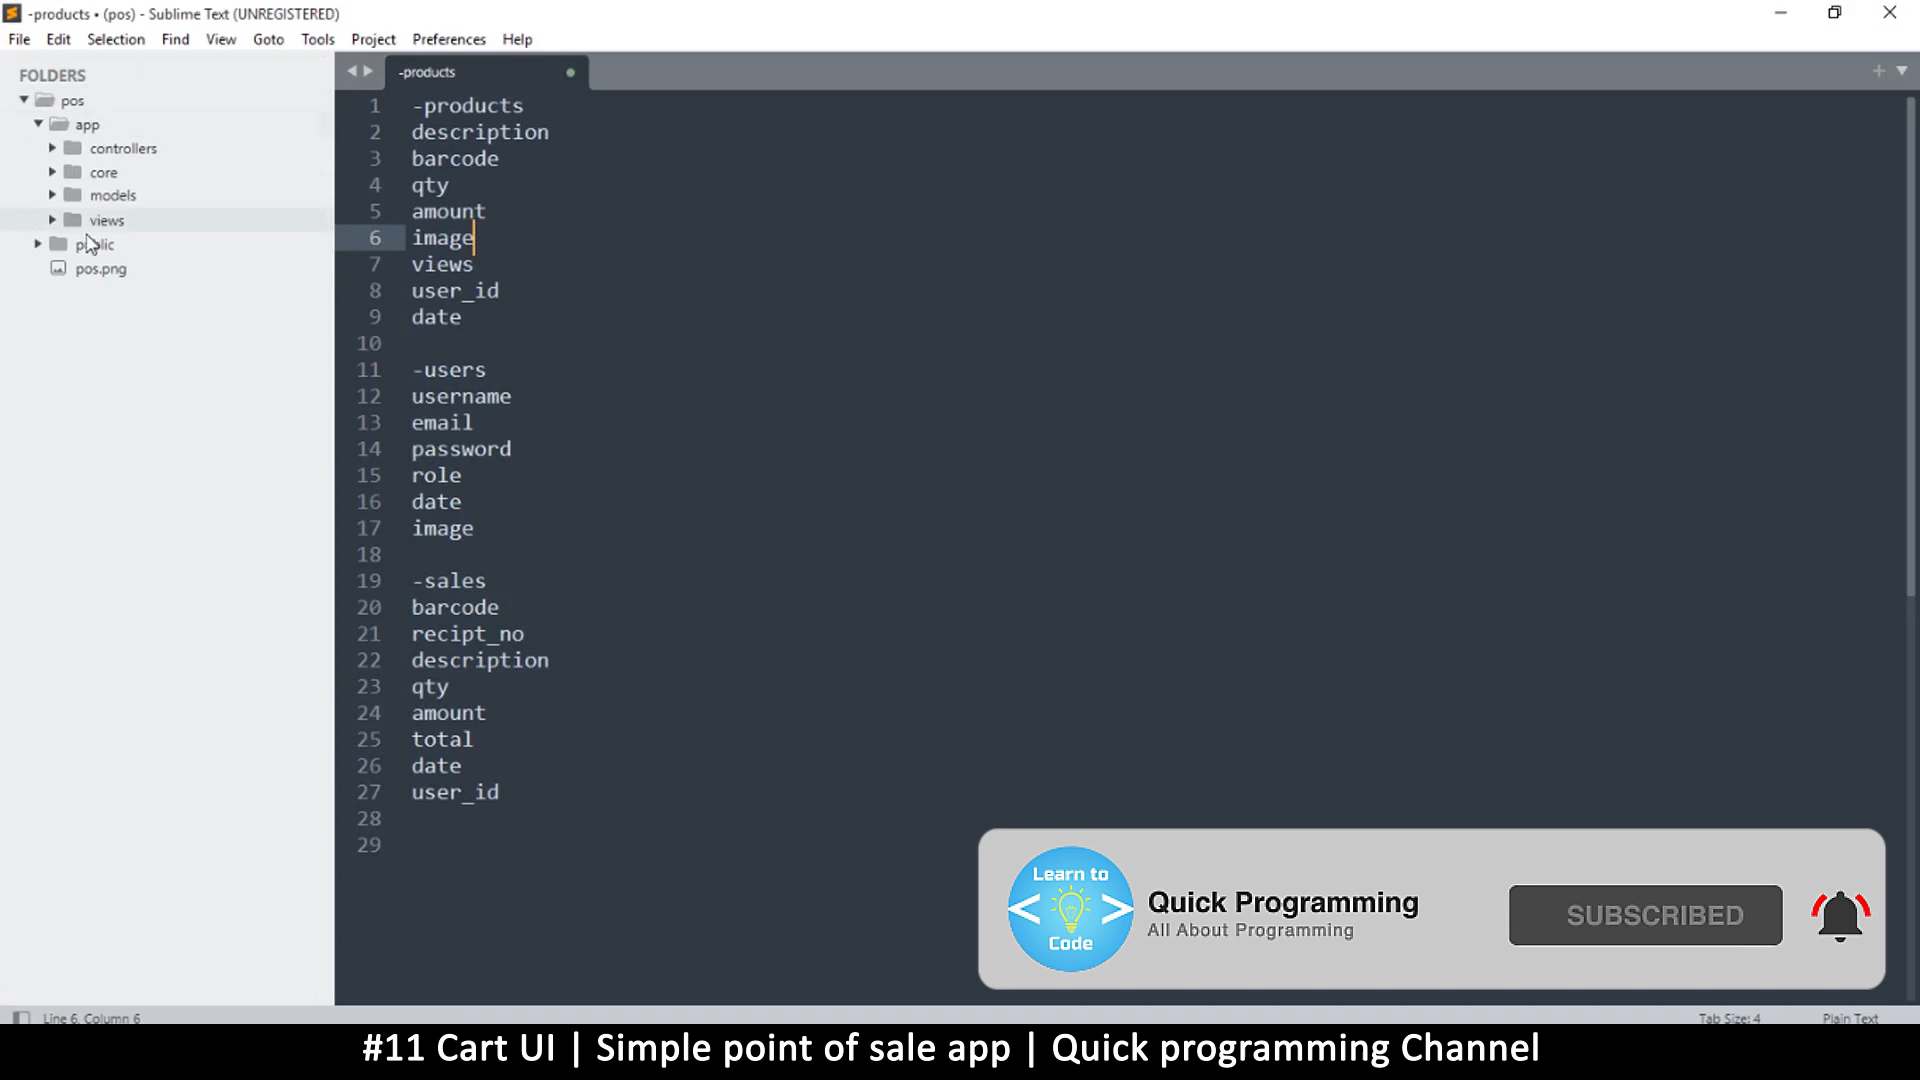 -products • (pos) - Sublime Text (UNREGISTERED)
File Edit Selection Find View Goto Tools Project Preferences Help
FOLDERS
pos
app
controllers
core
models
views
public
pos.png
-products
1 -products
2 description
3 barcode
4 qty
5 amount
6 image
7 views
8 user_id
9 date
10
11 -users
12 username
13 email
14 password
15 role
16 date
17 image
18
19 -sales
20 barcode
21 recipt_no
22 description
23 qty
24 amount
25 total
26 date
27 user_id
28
29
Learn to
< >
Code
Quick Programming
All About Programming
SUBSCRIBED
Line 6, Column 6
Tab Size: 4
Plain Text
#11 Cart UI | Simple point of sale app | Quick programming Channel